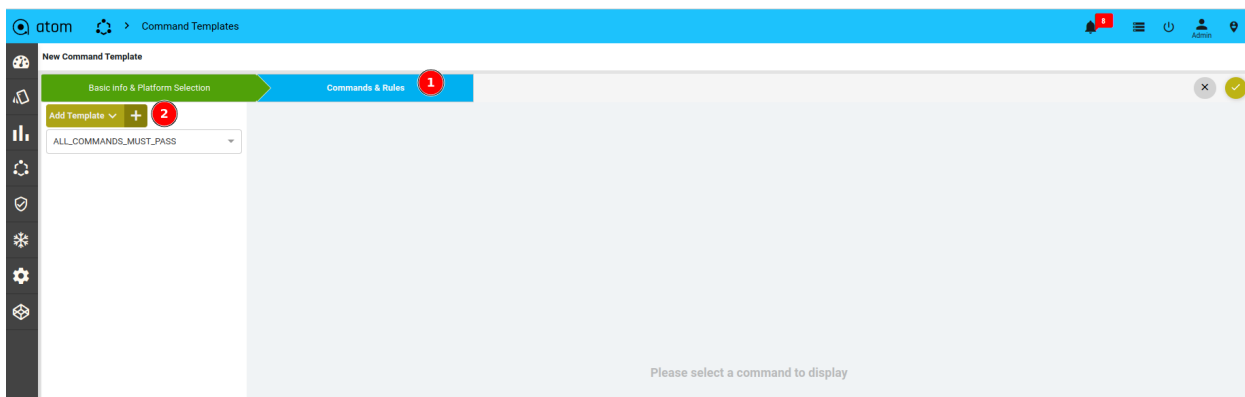 atom > Command Templates
8
Admin
New Command Template
Basic info & Platform Selection
Commands & Rules
1
Add Template
2
ALL_COMMANDS_MUST_PASS
Please select a command to display